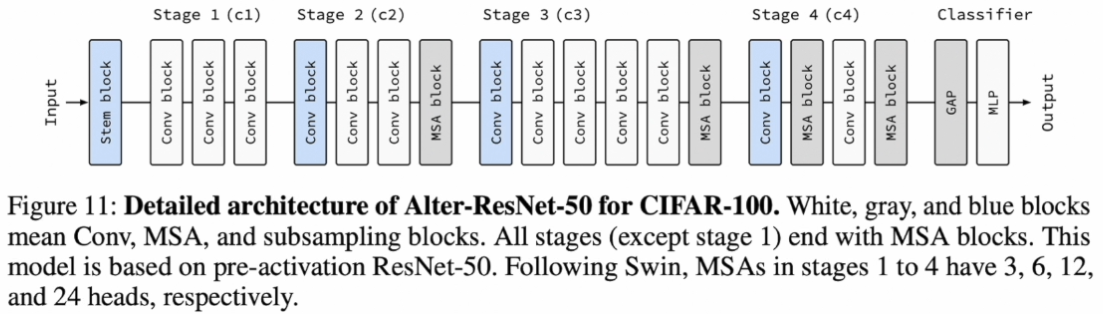 Stage 1 (c1) Stage 2 (c2) Stage 3 (c3) Stage 4 (c4) Classifier
Input
Stem block
Conv block
Conv block
Conv block
Conv block
Conv block
Conv block
MSA block
Conv block
Conv block
Conv block
Conv block
Conv block
MSA block
Conv block
MSA block
Conv block
MSA block
GAP
MLP
Output
Figure 11: Detailed architecture of Alter-ResNet-50 for CIFAR-100. White, gray, and blue blocks
mean Conv, MSA, and subsampling blocks. All stages (except stage 1) end with MSA blocks. This
model is based on pre-activation ResNet-50. Following Swin, MSAs in stages 1 to 4 have 3, 6, 12,
and 24 heads, respectively.